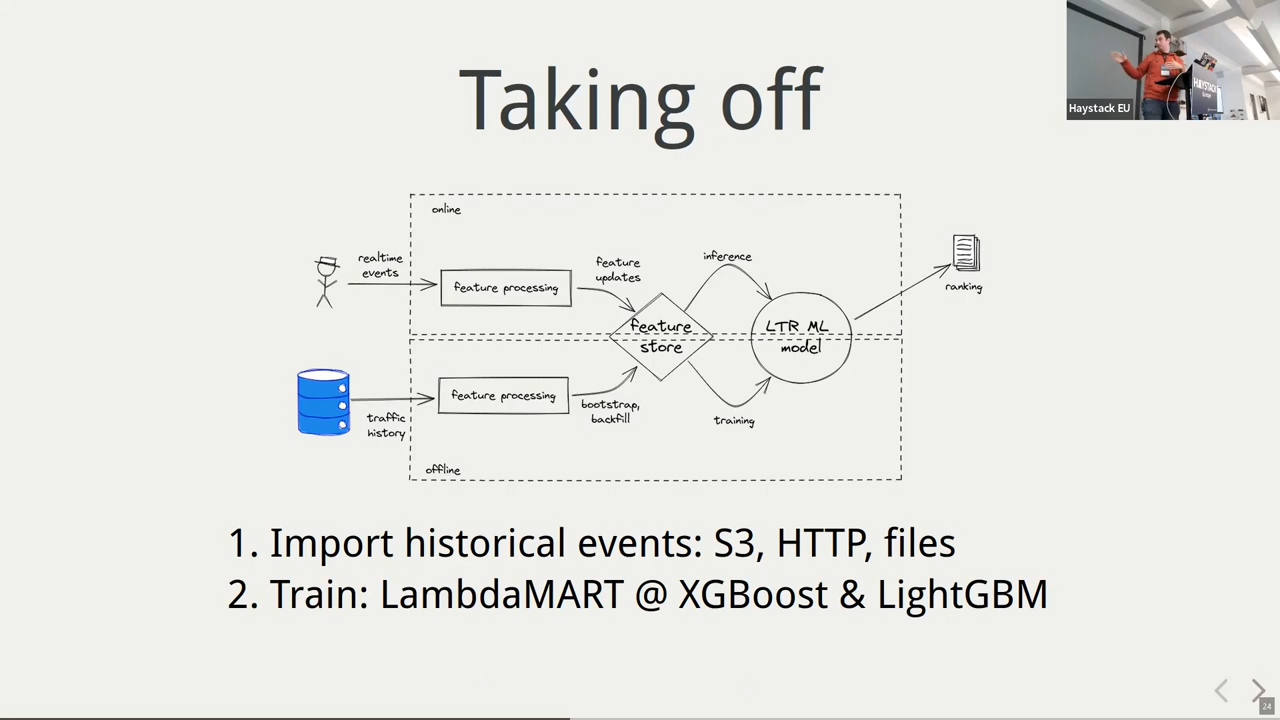 Taking off
Haystack EU
HAYSTACK
online
realtime
events
feature processing
feature
updates
inference
feature
store
LTR ML
model
ranking
traffic
history
feature processing
bootstrap,
backfill
training
offline
1. Import historical events: S3, HTTP, files
2. Train: LambdaMART @ XGBoost & LightGBM
24